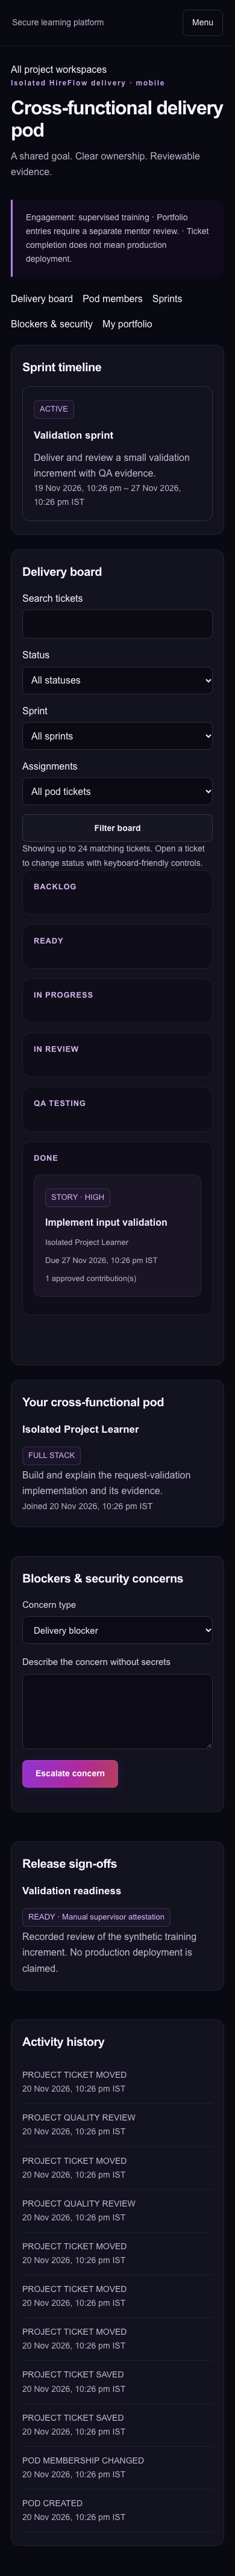 Secure learning platform
Menu
All project workspaces
Isolated HireFlow delivery · mobile
Cross-functional delivery
pod
A shared goal. Clear ownership. Reviewable
evidence.
Engagement: supervised training · Portfolio
entries require a separate mentor review. · Ticket
completion does not mean production
deployment.
Delivery board Pod members Sprints
Blockers & security My portfolio
Sprint timeline
ACTIVE
Validation sprint
Deliver and review a small validation
increment with QA evidence.
19 Nov 2026, 10:26 pm – 27 Nov 2026,
10:26 pm IST
Delivery board
Search tickets
Status
All statuses
Sprint
All sprints
Assignments
All pod tickets
Filter board
Showing up to 24 matching tickets. Open a ticket
to change status with keyboard-friendly controls.
BACKLOG
READY
IN PROGRESS
IN REVIEW
QA TESTING
DONE
STORY · HIGH
Implement input validation
Isolated Project Learner
Due 27 Nov 2026, 10:26 pm IST
1 approved contribution(s)
Your cross-functional pod
Isolated Project Learner
FULL STACK
Build and explain the request-validation
implementation and its evidence.
Joined 20 Nov 2026, 10:26 pm IST
Blockers & security concerns
Concern type
Delivery blocker
Describe the concern without secrets
Escalate concern
Release sign-offs
Validation readiness
READY · Manual supervisor attestation
Recorded review of the synthetic training
increment. No production deployment is
claimed.
Activity history
PROJECT TICKET MOVED
20 Nov 2026, 10:26 pm IST
PROJECT QUALITY REVIEW
20 Nov 2026, 10:26 pm IST
PROJECT TICKET MOVED
20 Nov 2026, 10:26 pm IST
PROJECT QUALITY REVIEW
20 Nov 2026, 10:26 pm IST
PROJECT TICKET MOVED
20 Nov 2026, 10:26 pm IST
PROJECT TICKET MOVED
20 Nov 2026, 10:26 pm IST
PROJECT TICKET MOVED
20 Nov 2026, 10:26 pm IST
PROJECT TICKET SAVED
20 Nov 2026, 10:26 pm IST
PROJECT TICKET SAVED
20 Nov 2026, 10:26 pm IST
POD MEMBERSHIP CHANGED
20 Nov 2026, 10:26 pm IST
POD CREATED
20 Nov 2026, 10:26 pm IST